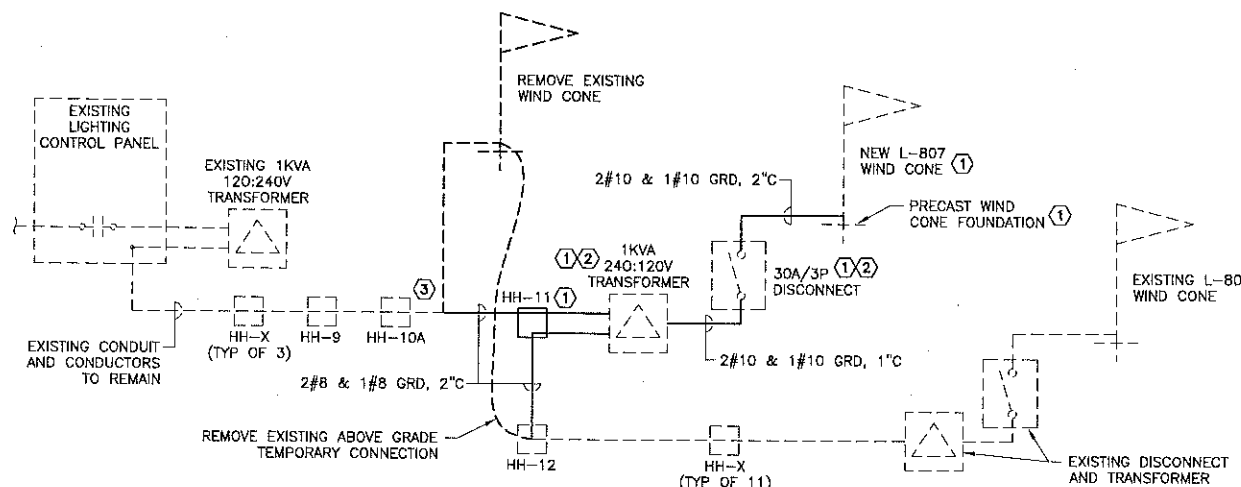 REMOVE EXISTING
WIND CONE
EXISTING
LIGHTING
CONTROL PANEL
EXISTING 1KVA
120:240V
TRANSFORMER
2#10 & 1#10 GRD, 2"C
NEW L-807
WIND CONE 1
PRECAST WIND
CONE FOUNDATION 1
1 2
1KVA
240:120V
TRANSFORMER
30A/3P 1 2
DISCONNECT
EXISTING L-80
WIND CONE
3
HH-11 1
HH-X
(TYP OF 3)
HH-9
HH-10A
EXISTING CONDUIT
AND CONDUCTORS
TO REMAIN
2#8 & 1#8 GRD, 2"C
2#10 & 1#10 GRD, 1"C
REMOVE EXISTING ABOVE GRADE
TEMPORARY CONNECTION
HH-12
HH-X
(TYP OF 11)
EXISTING DISCONNECT
AND TRANSFORMER